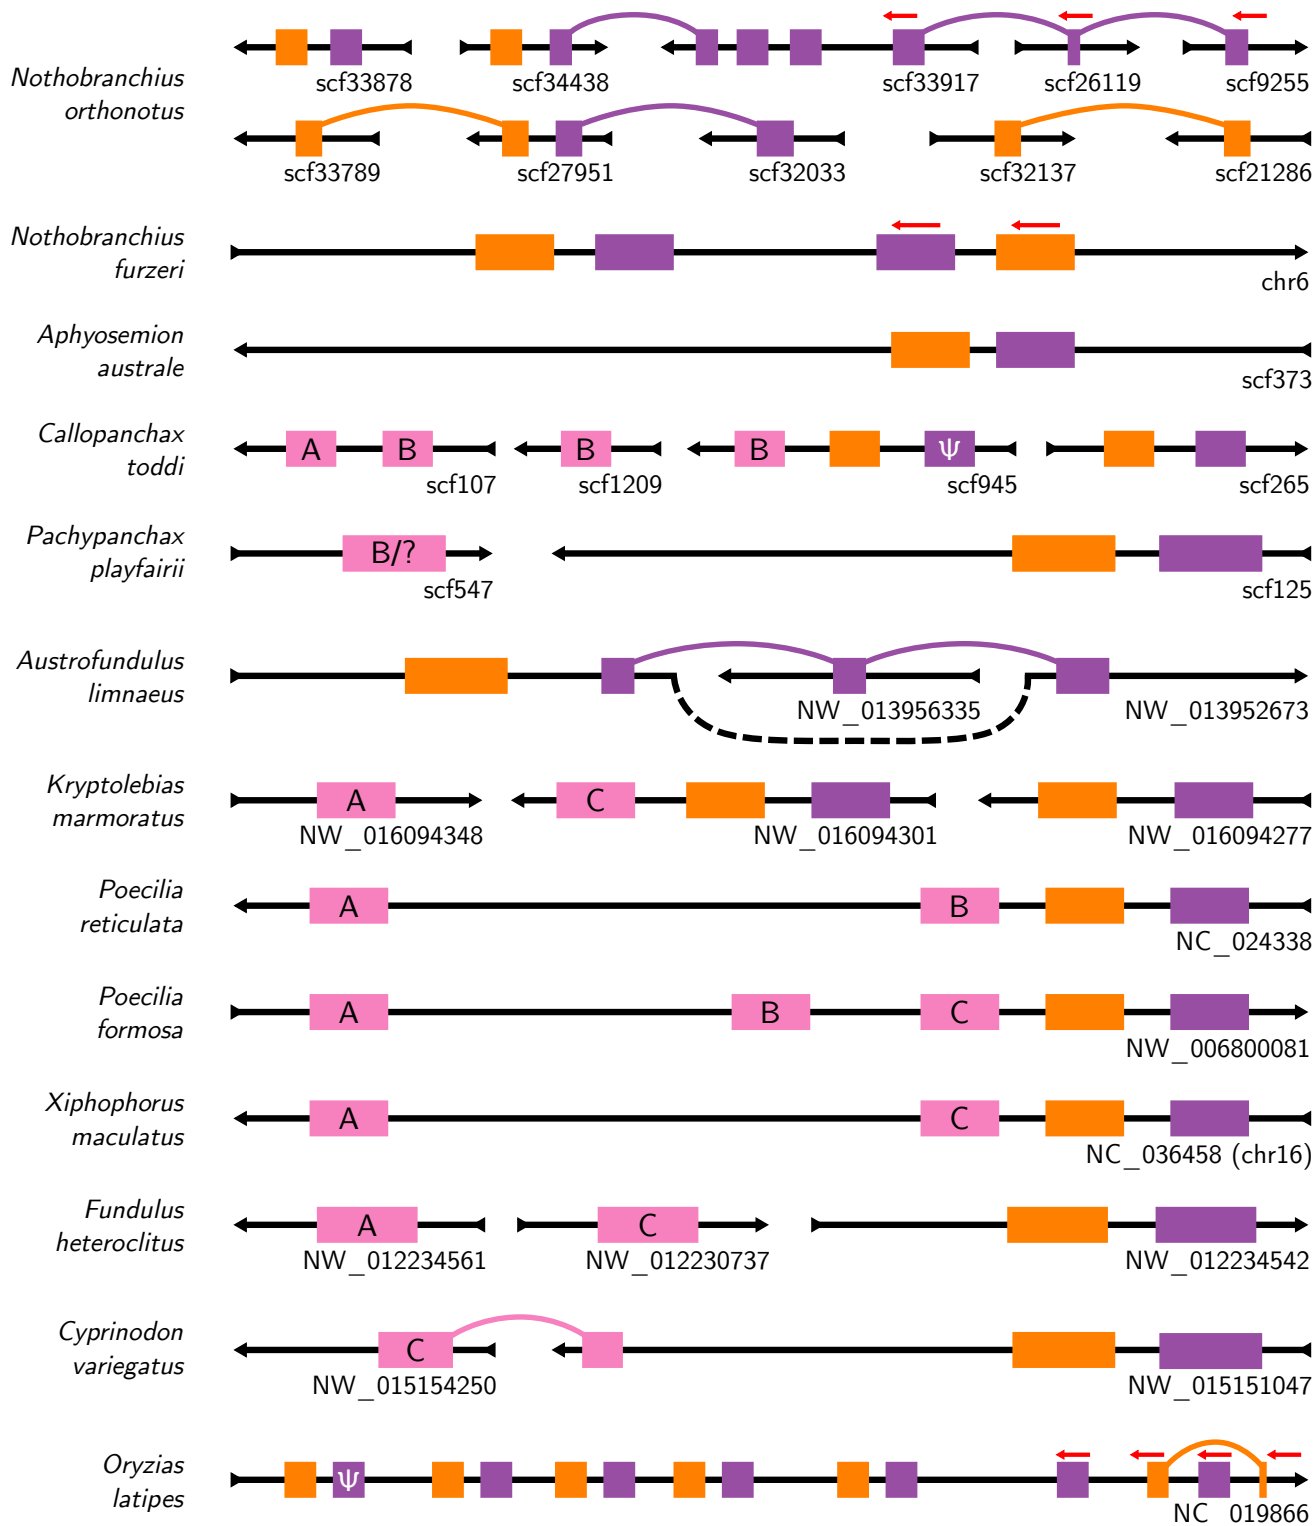 Nothobranchius
orthonotus
scf33878 scf34438 scf33917 scf26119 scf9255
scf33789 scf27951 scf32033 scf32137 scf21286
Nothobranchius
furzeri
chr6
Aphyosemion
australe
scf373
Callopanchax
toddi
A B B B ψ
scf107 scf1209 scf945 scf265
Pachypanchax
playfairii
B/?
scf547 scf125
Austrofundulus
limnaeus
NW_013956335 NW_013952673
Kryptolebias
marmoratus
A C
NW_016094348 NW_016094301 NW_016094277
Poecilia
reticulata
A B
NC_024338
Poecilia
formosa
A B C
NW_006800081
Xiphophorus
maculatus
A C
NC_036458 (chr16)
Fundulus
heteroclitus
A C
NW_012234561 NW_012230737 NW_012234542
Cyprinodon
variegatus
C
NW_015154250 NW_015151047
Oryzias
latipes
ψ
NC_019866